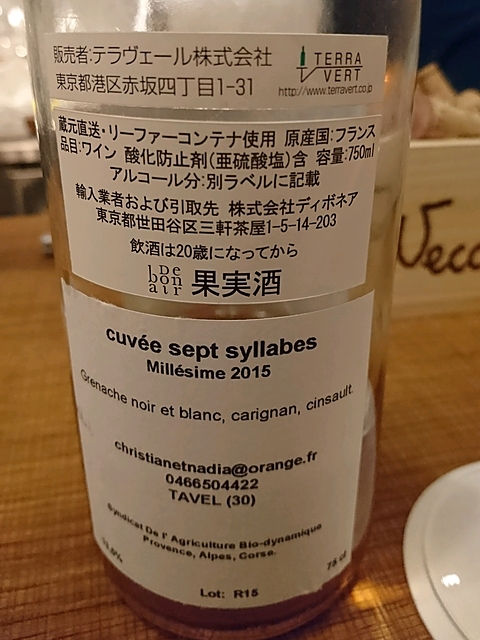 販売者:テラヴェール株式会社
東京都港区赤坂四丁目1-31
TERRA
VERT
http://www.terravert.co.jp
蔵元直送・リーファーコンテナ使用 原産国:フランス
品目:ワイン 酸化防止剤(亜硫酸塩)含 容量:750ml
アルコール分:別ラベルに記載
輸入業者および引取先 株式会社ディボネア
東京都世田谷区三軒茶屋1-5-14-203
飲酒は20歳になってから
De
bon
air
果実酒
cuvée sept syllabes
Millésime 2015
Grenache noir et blanc, carignan, cinsault.
christianetnadia@orange.fr
0466504422
TAVEL (30)
Syndicat De l' Agriculture Bio-dynamique
Provence, Alpes, Corse.
75 cl
Lot: R15